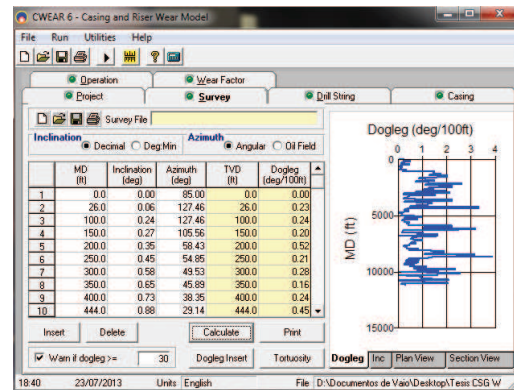 CWEAR 6 - Casing and Riser Wear Model
File Run Utilities Help
Operation Wear Factor
Project Survey Drill String Casing
Survey File
Inclination Azimuth
Decimal Deg:Min Angular Oil Field
MD (ft) Inclination (deg) Azimuth (deg) TVD (ft) Dogleg (deg/100ft)
1 0.0 0.00 85.00 0.0 0.00
2 26.0 0.06 127.46 26.0 0.23
3 100.0 0.24 127.46 100.0 0.24
4 150.0 0.27 105.56 150.0 0.20
5 200.0 0.35 58.43 200.0 0.52
6 250.0 0.45 54.85 250.0 0.21
7 300.0 0.58 49.53 300.0 0.28
8 350.0 0.65 45.89 350.0 0.16
9 400.0 0.73 38.35 400.0 0.24
10 444.0 0.88 29.14 444.0 0.45
Insert Delete Calculate Print
Warn if dogleg >= 30 Dogleg Insert Tortuosity
Dogleg (deg/100ft)
0 1 2 3 4
0
5000
10000
15000
MD (ft)
Dogleg Inc Plan View Section View
18:40 23/07/2013 Units English File D:\Documentos de Vaio\Desktop\Tesis CSG W